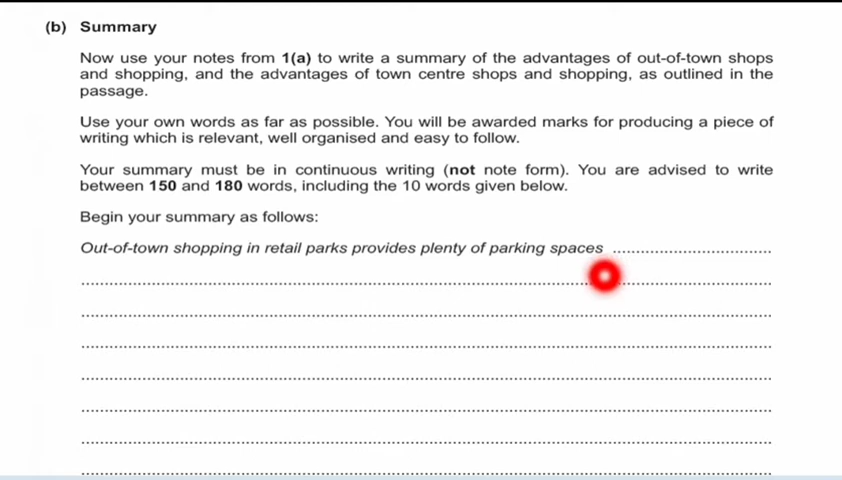 (b) Summary
Now use your notes from 1(a) to write a summary of the advantages of out-of-town shops
and shopping, and the advantages of town centre shops and shopping, as outlined in the
passage.
Use your own words as far as possible. You will be awarded marks for producing a piece of
writing which is relevant, well organised and easy to follow.
Your summary must be in continuous writing (not note form). You are advised to write
between 150 and 180 words, including the 10 words given below.
Begin your summary as follows:
Out-of-town shopping in retail parks provides plenty of parking spaces